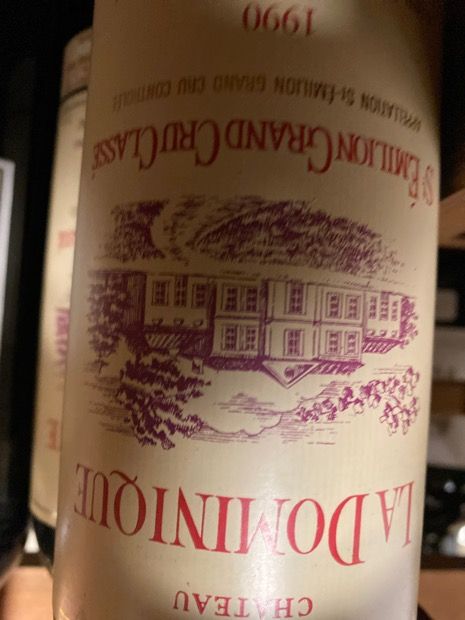 CHATEAU
LA DOMINIQUE
ST ÉMILION GRAND CRU CLASSÉ
APPELLATION ST-ÉMILION GRAND CRU CONTRÔLÉE
1990